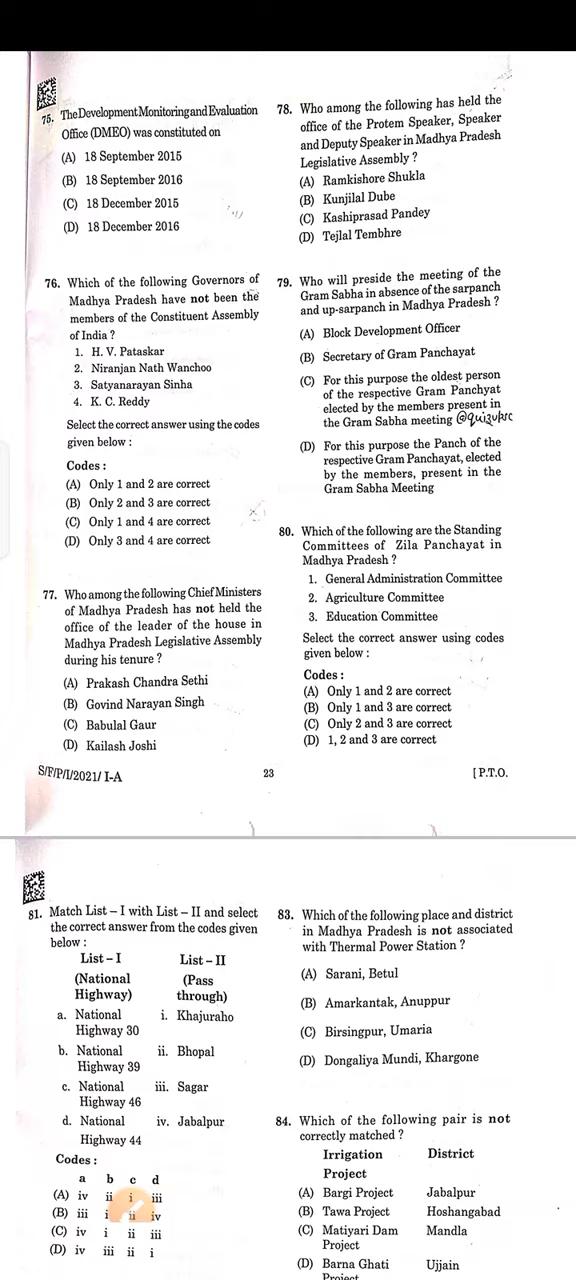 75. The Development Monitoring and Evaluation
Office (DMEO) was constituted on
(A) 18 September 2015
(B) 18 September 2016
(C) 18 December 2015
(D) 18 December 2016
76. Which of the following Governors of
Madhya Pradesh have not been the
members of the Constituent Assembly
of India ?
1. H. V. Pataskar
2. Niranjan Nath Wanchoo
3. Satyanarayan Sinha
4. K. C. Reddy
Select the correct answer using the codes
given below :
Codes :
(A) Only 1 and 2 are correct
(B) Only 2 and 3 are correct
(C) Only 1 and 4 are correct
(D) Only 3 and 4 are correct
77. Who among the following Chief Ministers
of Madhya Pradesh has not held the
office of the leader of the house in
Madhya Pradesh Legislative Assembly
during his tenure ?
(A) Prakash Chandra Sethi
(B) Govind Narayan Singh
(C) Babulal Gaur
(D) Kailash Joshi
78. Who among the following has held the
office of the Protem Speaker, Speaker
and Deputy Speaker in Madhya Pradesh
Legislative Assembly ?
(A) Ramkishore Shukla
(B) Kunjilal Dube
(C) Kashiprasad Pandey
(D) Tejlal Tembhre
79. Who will preside the meeting of the
Gram Sabha in absence of the sarpanch
and up-sarpanch in Madhya Pradesh ?
(A) Block Development Officer
(B) Secretary of Gram Panchayat
(C) For this purpose the oldest person
of the respective Gram Panchyat
elected by the members present in
the Gram Sabha meeting @quizupsc
(D) For this purpose the Panch of the
respective Gram Panchayat, elected
by the members, present in the
Gram Sabha Meeting
80. Which of the following are the Standing
Committees of Zila Panchayat in
Madhya Pradesh ?
1. General Administration Committee
2. Agriculture Committee
3. Education Committee
Select the correct answer using codes
given below :
Codes :
(A) Only 1 and 2 are correct
(B) Only 1 and 3 are correct
(C) Only 2 and 3 are correct
(D) 1, 2 and 3 are correct
S/F/P/I/2021/ I-A 23 [ P.T.O.
81. Match List – I with List – II and select
the correct answer from the codes given
below :
List – I List – II
(National (Pass
Highway) through)
a. National i. Khajuraho
Highway 30
b. National ii. Bhopal
Highway 39
c. National iii. Sagar
Highway 46
d. National iv. Jabalpur
Highway 44
Codes :
a b c d
(A) iv ii i iii
(B) iii i ii iv
(C) iv i ii iii
(D) iv iii ii i
83. Which of the following place and district
in Madhya Pradesh is not associated
with Thermal Power Station ?
(A) Sarani, Betul
(B) Amarkantak, Anuppur
(C) Birsingpur, Umaria
(D) Dongaliya Mundi, Khargone
84. Which of the following pair is not
correctly matched ?
Irrigation District
Project
(A) Bargi Project Jabalpur
(B) Tawa Project Hoshangabad
(C) Matiyari Dam Mandla
Project
(D) Barna Ghati Ujjain
Project